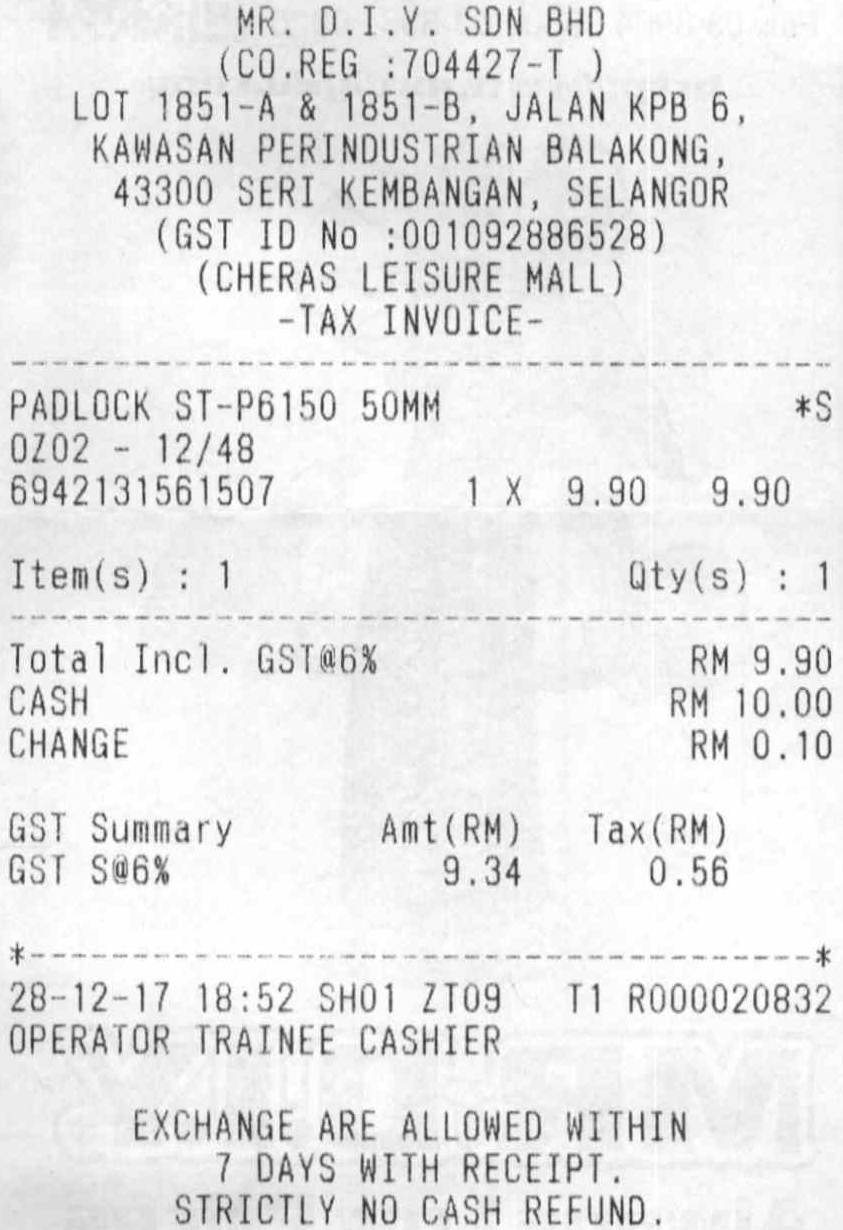 MR. D.I.Y. SDN BHD
(CO.REG :704427-T )
LOT 1851-A & 1851-B, JALAN KPB 6,
KAWASAN PERINDUSTRIAN BALAKONG,
43300 SERI KEMBANGAN, SELANGOR
(GST ID No :001092886528)
(CHERAS LEISURE MALL)
-TAX INVOICE-
PADLOCK ST-P6150 50MM *S
OZ02 - 12/48
6942131561507 1 X 9.90 9.90
Item(s) : 1 Qty(s) : 1
Total Incl. GST@6% RM 9.90
CASH RM 10.00
CHANGE RM 0.10
GST Summary Amt(RM) Tax(RM)
GST S@6% 9.34 0.56
*--------------------------------------*
28-12-17 18:52 SH01 ZT09 T1 R000020832
OPERATOR TRAINEE CASHIER
EXCHANGE ARE ALLOWED WITHIN
7 DAYS WITH RECEIPT.
STRICTLY NO CASH REFUND.